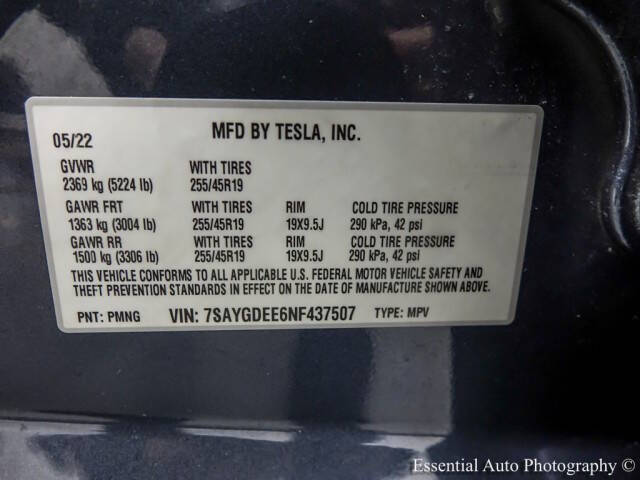 05/22 MFD BY TESLA, INC.
GVWR WITH TIRES
2369 kg (5224 lb) 255/45R19
GAWR FRT WITH TIRES RIM COLD TIRE PRESSURE
1363 kg (3004 lb) 255/45R19 19X9.5J 290 kPa, 42 psi
GAWR RR WITH TIRES RIM COLD TIRE PRESSURE
1500 kg (3306 lb) 255/45R19 19X9.5J 290 kPa, 42 psi
THIS VEHICLE CONFORMS TO ALL APPLICABLE U.S. FEDERAL MOTOR VEHICLE SAFETY AND
THEFT PREVENTION STANDARDS IN EFFECT ON THE DATE OF MANUFACTURE SHOWN ABOVE.
PNT: PMNG VIN: 7SAYGDEE6NF437507 TYPE: MPV
Essential Auto Photography ©